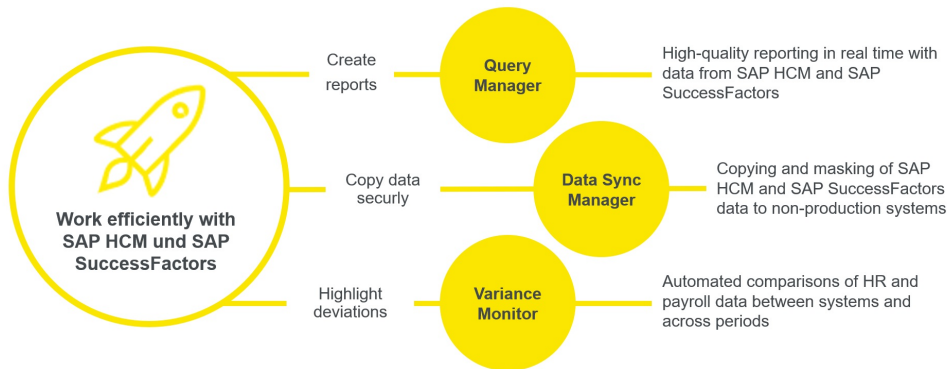 Work efficiently with
SAP HCM und SAP
SuccessFactors
Create
reports
Query
Manager
High-quality reporting in real time with
data from SAP HCM and SAP
SuccessFactors
Copy data
securly
Data Sync
Manager
Copying and masking of SAP
HCM and SAP SuccessFactors
data to non-production systems
Highlight
deviations
Variance
Monitor
Automated comparisons of HR and
payroll data between systems and
across periods